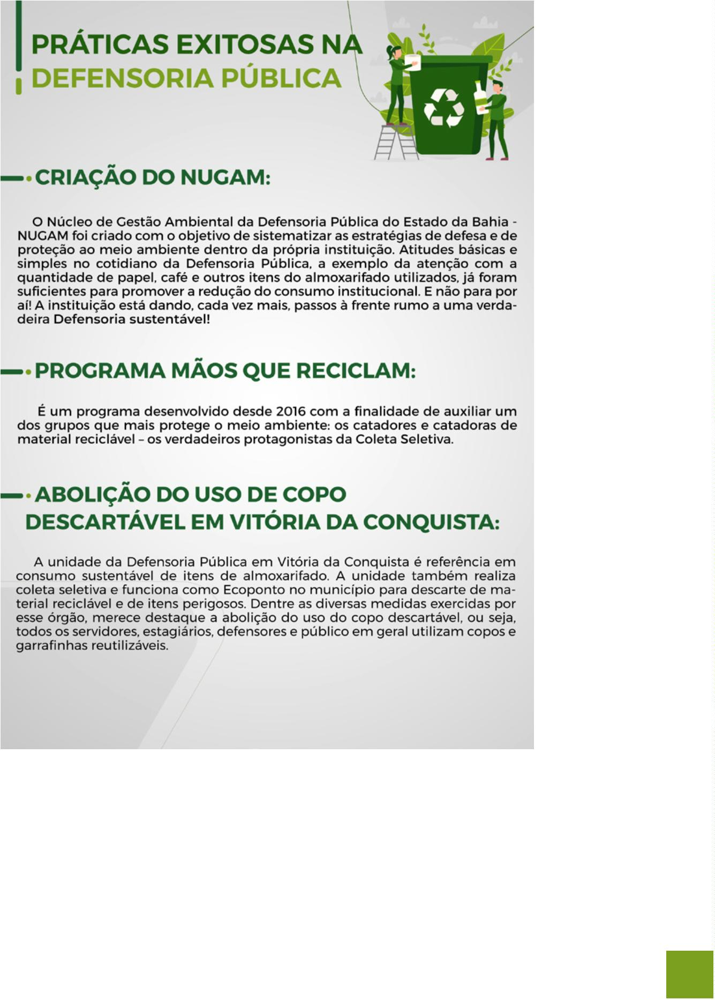 PRÁTICAS EXITOSAS NA
DEFENSORIA PÚBLICA
CRIAÇÃO DO NUGAM:
O Núcleo de Gestão Ambiental da Defensoria Pública do Estado da Bahia -
NUGAM foi criado com o objetivo de sistematizar as estratégias de defesa e de
proteção ao meio ambiente dentro da própria instituição. Atitudes básicas e
simples no cotidiano da Defensoria Pública, a exemplo da atenção com a
quantidade de papel, café e outros itens do almoxarifado utilizados, já foram
suficientes para promover a redução do consumo institucional. E não para por
aí! A instituição está dando, cada vez mais, passos à frente rumo a uma verda-
deira Defensoria sustentável!
PROGRAMA MÃOS QUE RECICLAM:
É um programa desenvolvido desde 2016 com a finalidade de auxiliar um
dos grupos que mais protege o meio ambiente: os catadores e catadoras de
material reciclável – os verdadeiros protagonistas da Coleta Seletiva.
ABOLIÇÃO DO USO DE COPO
DESCARTÁVEL EM VITÓRIA DA CONQUISTA:
A unidade da Defensoria Pública em Vitória da Conquista é referência em
consumo sustentável de itens de almoxarifado. A unidade também realiza
coleta seletiva e funciona como Ecoponto no município para descarte de ma-
terial reciclável e de itens perigosos. Dentre as diversas medidas exercidas por
esse órgão, merece destaque a abolição do uso do copo descartável, ou seja,
todos os servidores, estagiários, defensores e público em geral utilizam copos e
garrafinhas reutilizáveis.